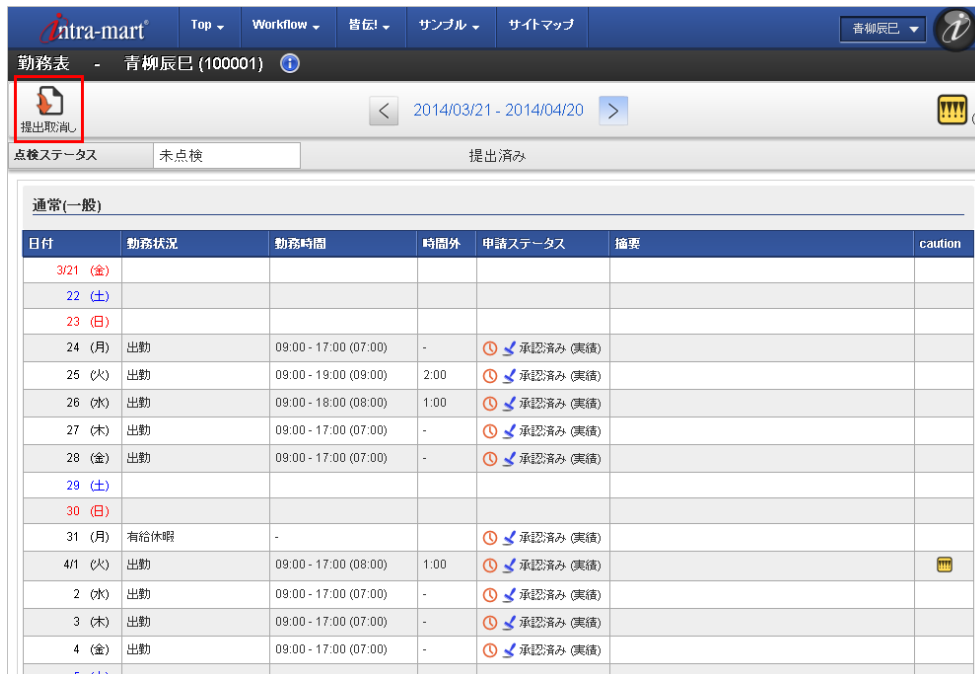 intra-mart® Top Workflow 皆伝! サンプル サイトマップ 青柳辰巳
勤務表 - 青柳辰巳 (100001)
提出取消し
2014/03/21 - 2014/04/20
点検ステータス 未点検 提出済み
通常(一般)
日付 勤務状況 勤務時間 時間外 申請ステータス 摘要 caution
3/21 (金)
22 (土)
23 (日)
24 (月) 出勤 09:00 - 17:00 (07:00) - 承認済み (実績)
25 (火) 出勤 09:00 - 19:00 (09:00) 2:00 承認済み (実績)
26 (水) 出勤 09:00 - 18:00 (08:00) 1:00 承認済み (実績)
27 (木) 出勤 09:00 - 17:00 (07:00) - 承認済み (実績)
28 (金) 出勤 09:00 - 17:00 (07:00) - 承認済み (実績)
29 (土)
30 (日)
31 (月) 有給休暇 - 承認済み (実績)
4/1 (火) 出勤 09:00 - 17:00 (08:00) 1:00 承認済み (実績)
2 (水) 出勤 09:00 - 17:00 (07:00) - 承認済み (実績)
3 (木) 出勤 09:00 - 17:00 (07:00) - 承認済み (実績)
4 (金) 出勤 09:00 - 17:00 (07:00) - 承認済み (実績)